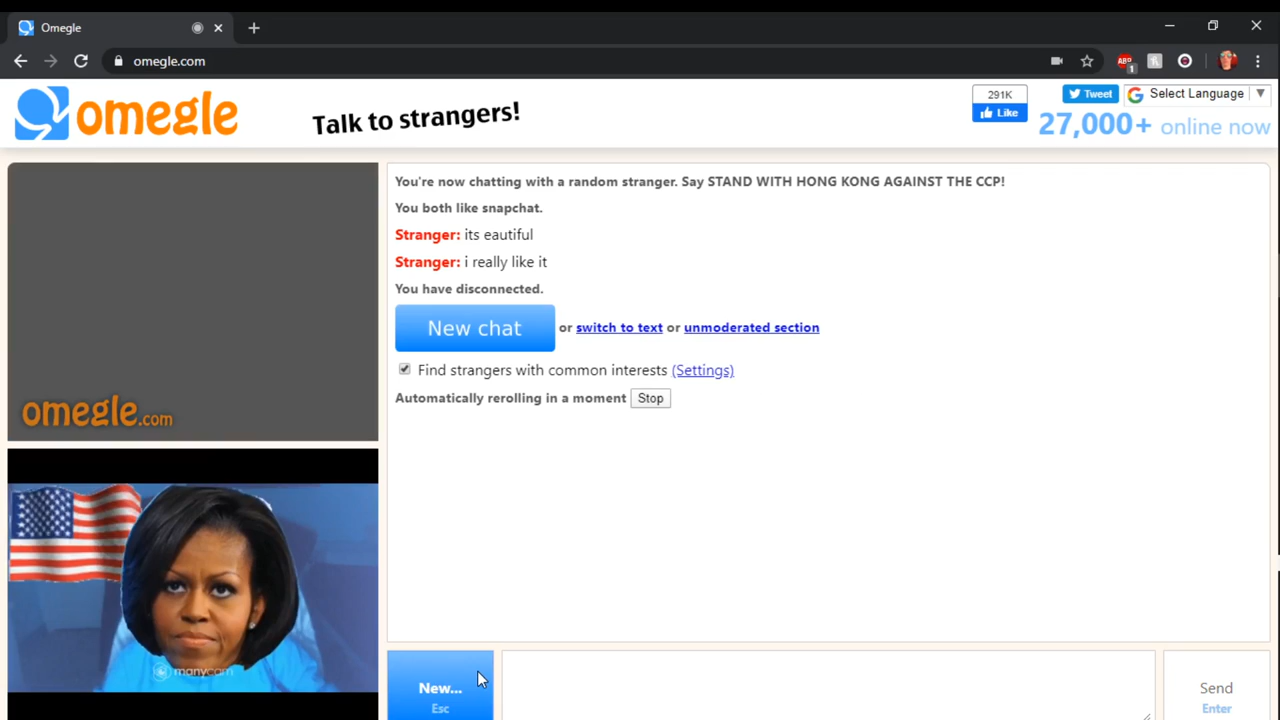 Omegle
omegle.com
ABP
1
omegle
Talk to strangers!
291K
Like
Tweet
Select Language
27,000+ online now
You're now chatting with a random stranger. Say STAND WITH HONG KONG AGAINST THE CCP!
You both like snapchat.
Stranger: its eautiful
Stranger: i really like it
You have disconnected.
New chat or switch to text or unmoderated section
Find strangers with common interests (Settings)
Automatically rerolling in a moment Stop
omegle.com
manycam
New...
Esc
Send
Enter